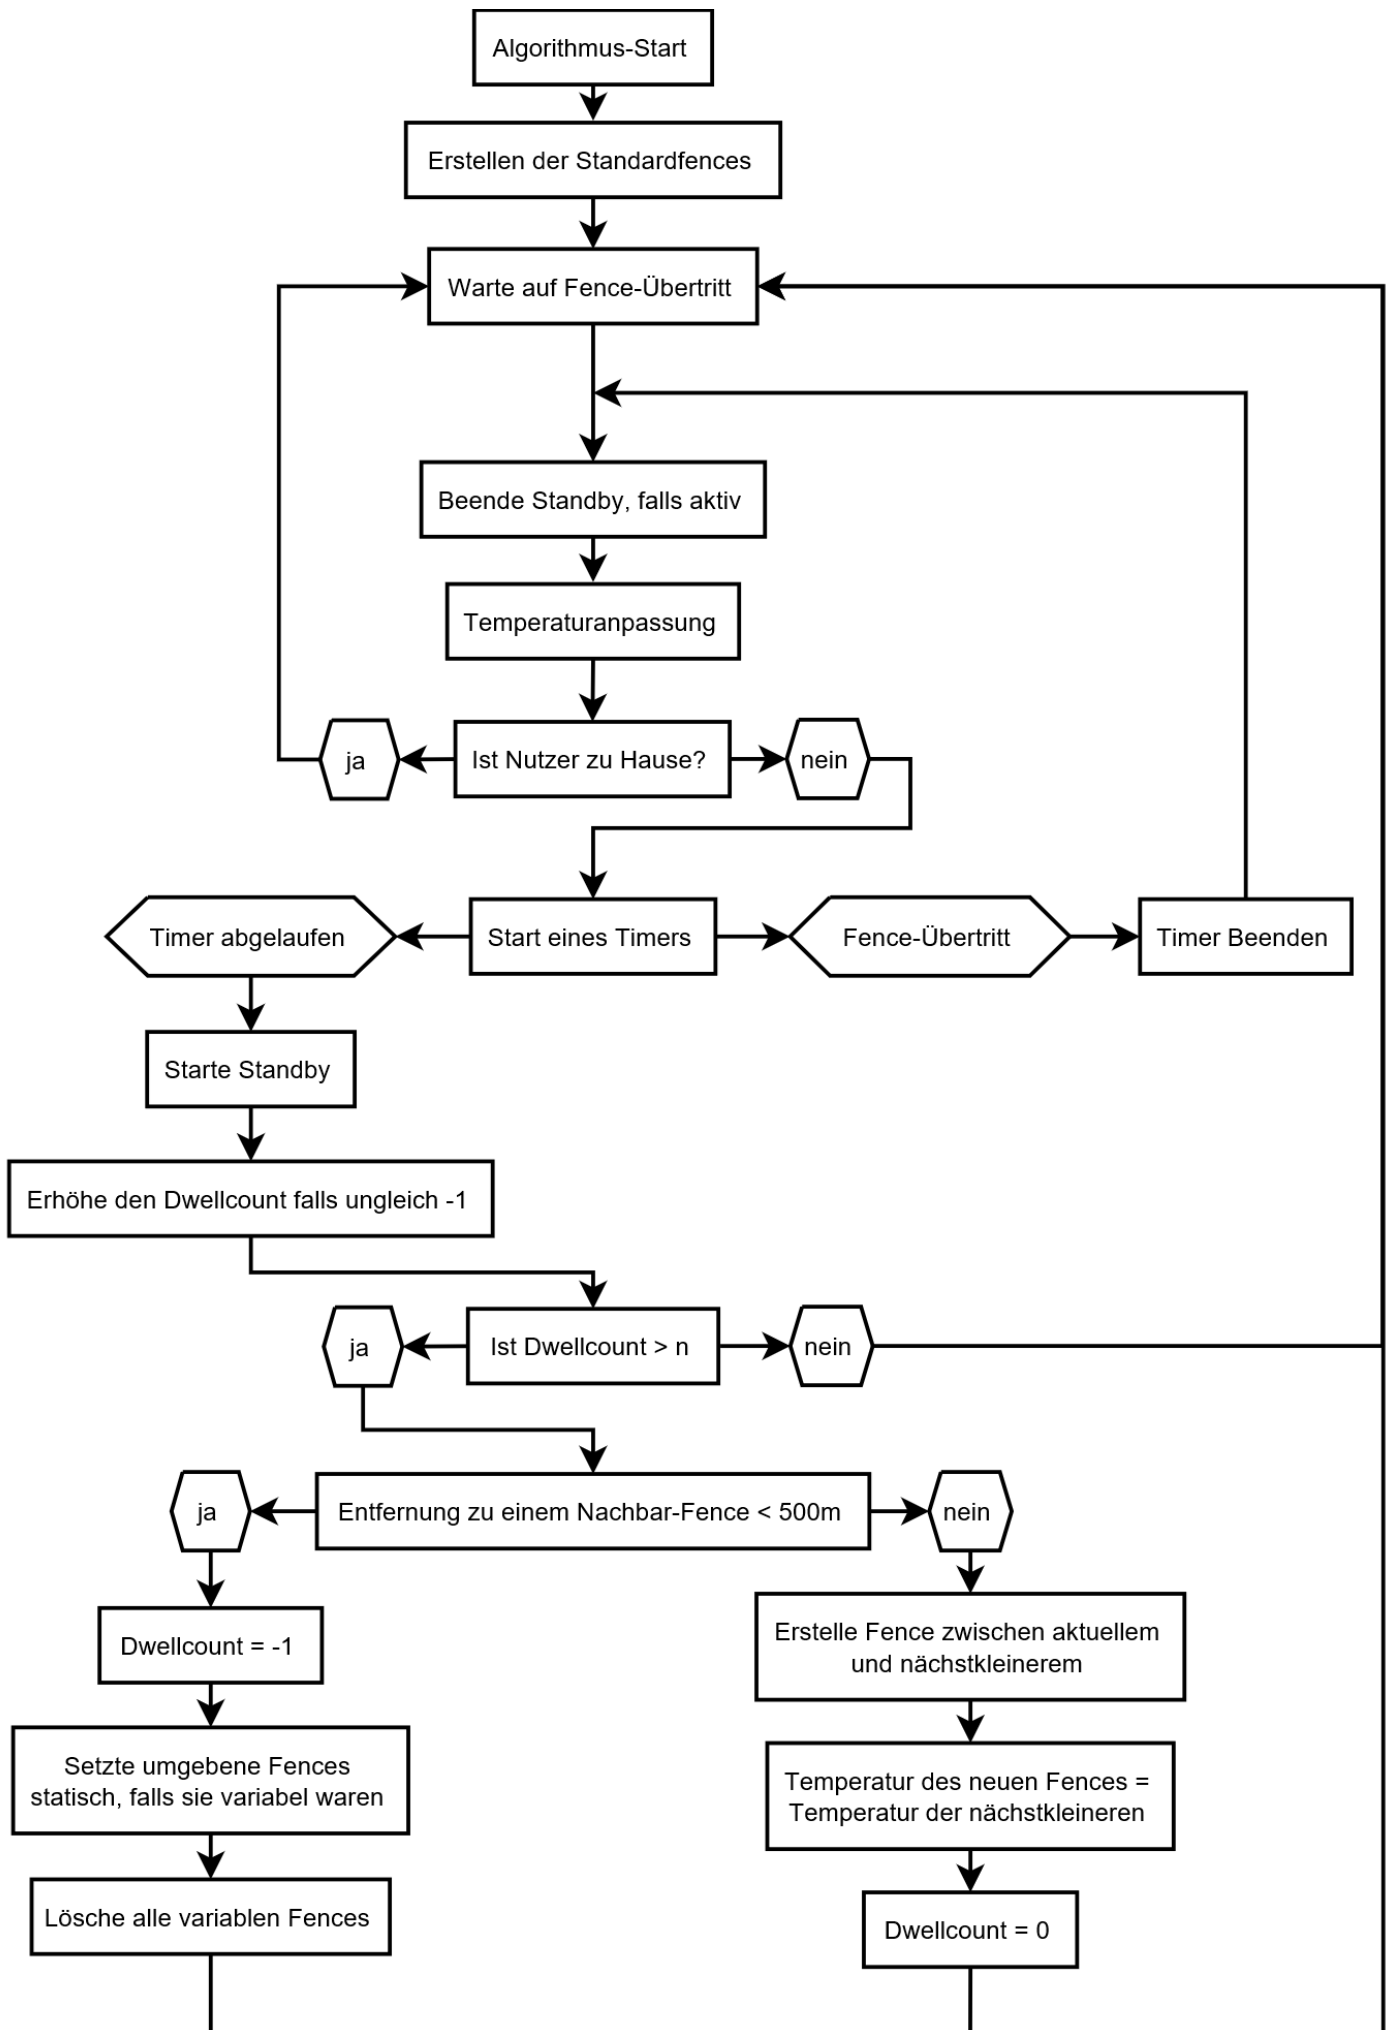 Algorithmus-Start
Erstellen der Standardfences
Warte auf Fence-Übertritt
Beende Standby, falls aktiv
Temperaturanpassung
ja
Ist Nutzer zu Hause?
nein
Timer abgelaufen
Start eines Timers
Fence-Übertritt
Timer Beenden
Starte Standby
Erhöhe den Dwellcount falls ungleich -1
ja
Ist Dwellcount > n
nein
ja
Entfernung zu einem Nachbar-Fence < 500m
nein
Dwellcount = -1
Erstelle Fence zwischen aktuellem
und nächstkleinerem
Setzte umgebene Fences
statisch, falls sie variabel waren
Temperatur des neuen Fences =
Temperatur der nächstkleineren
Lösche alle variablen Fences
Dwellcount = 0